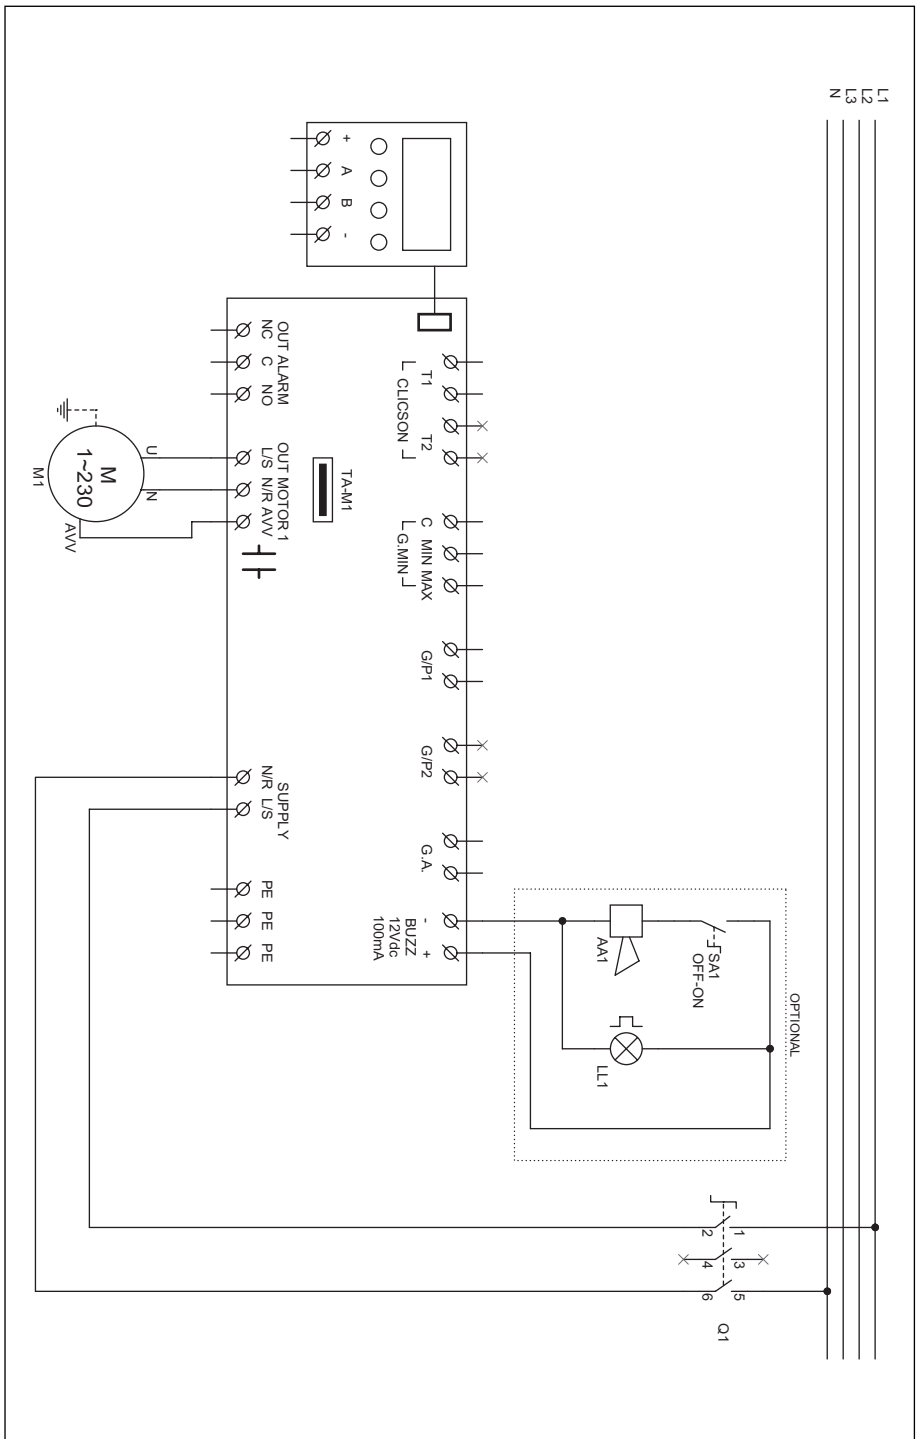 L1
L2
L3
N
+ A B -
T1 T2
CLICSON
C MIN MAX
G.MIN
G/P1
G/P2
G.A.
- +
BUZZ
12Vdc
100mA
TA-M1
OUT ALARM
NC C NO
OUT MOTOR 1
L/S N/R AVV
SUPPLY
N/R L/S
PE PE PE
U N
M
1~230
M1
AVV
OPTIONAL
SA1
OFF-ON
AA1
LL1
1 3 5
2 4 6
Q1